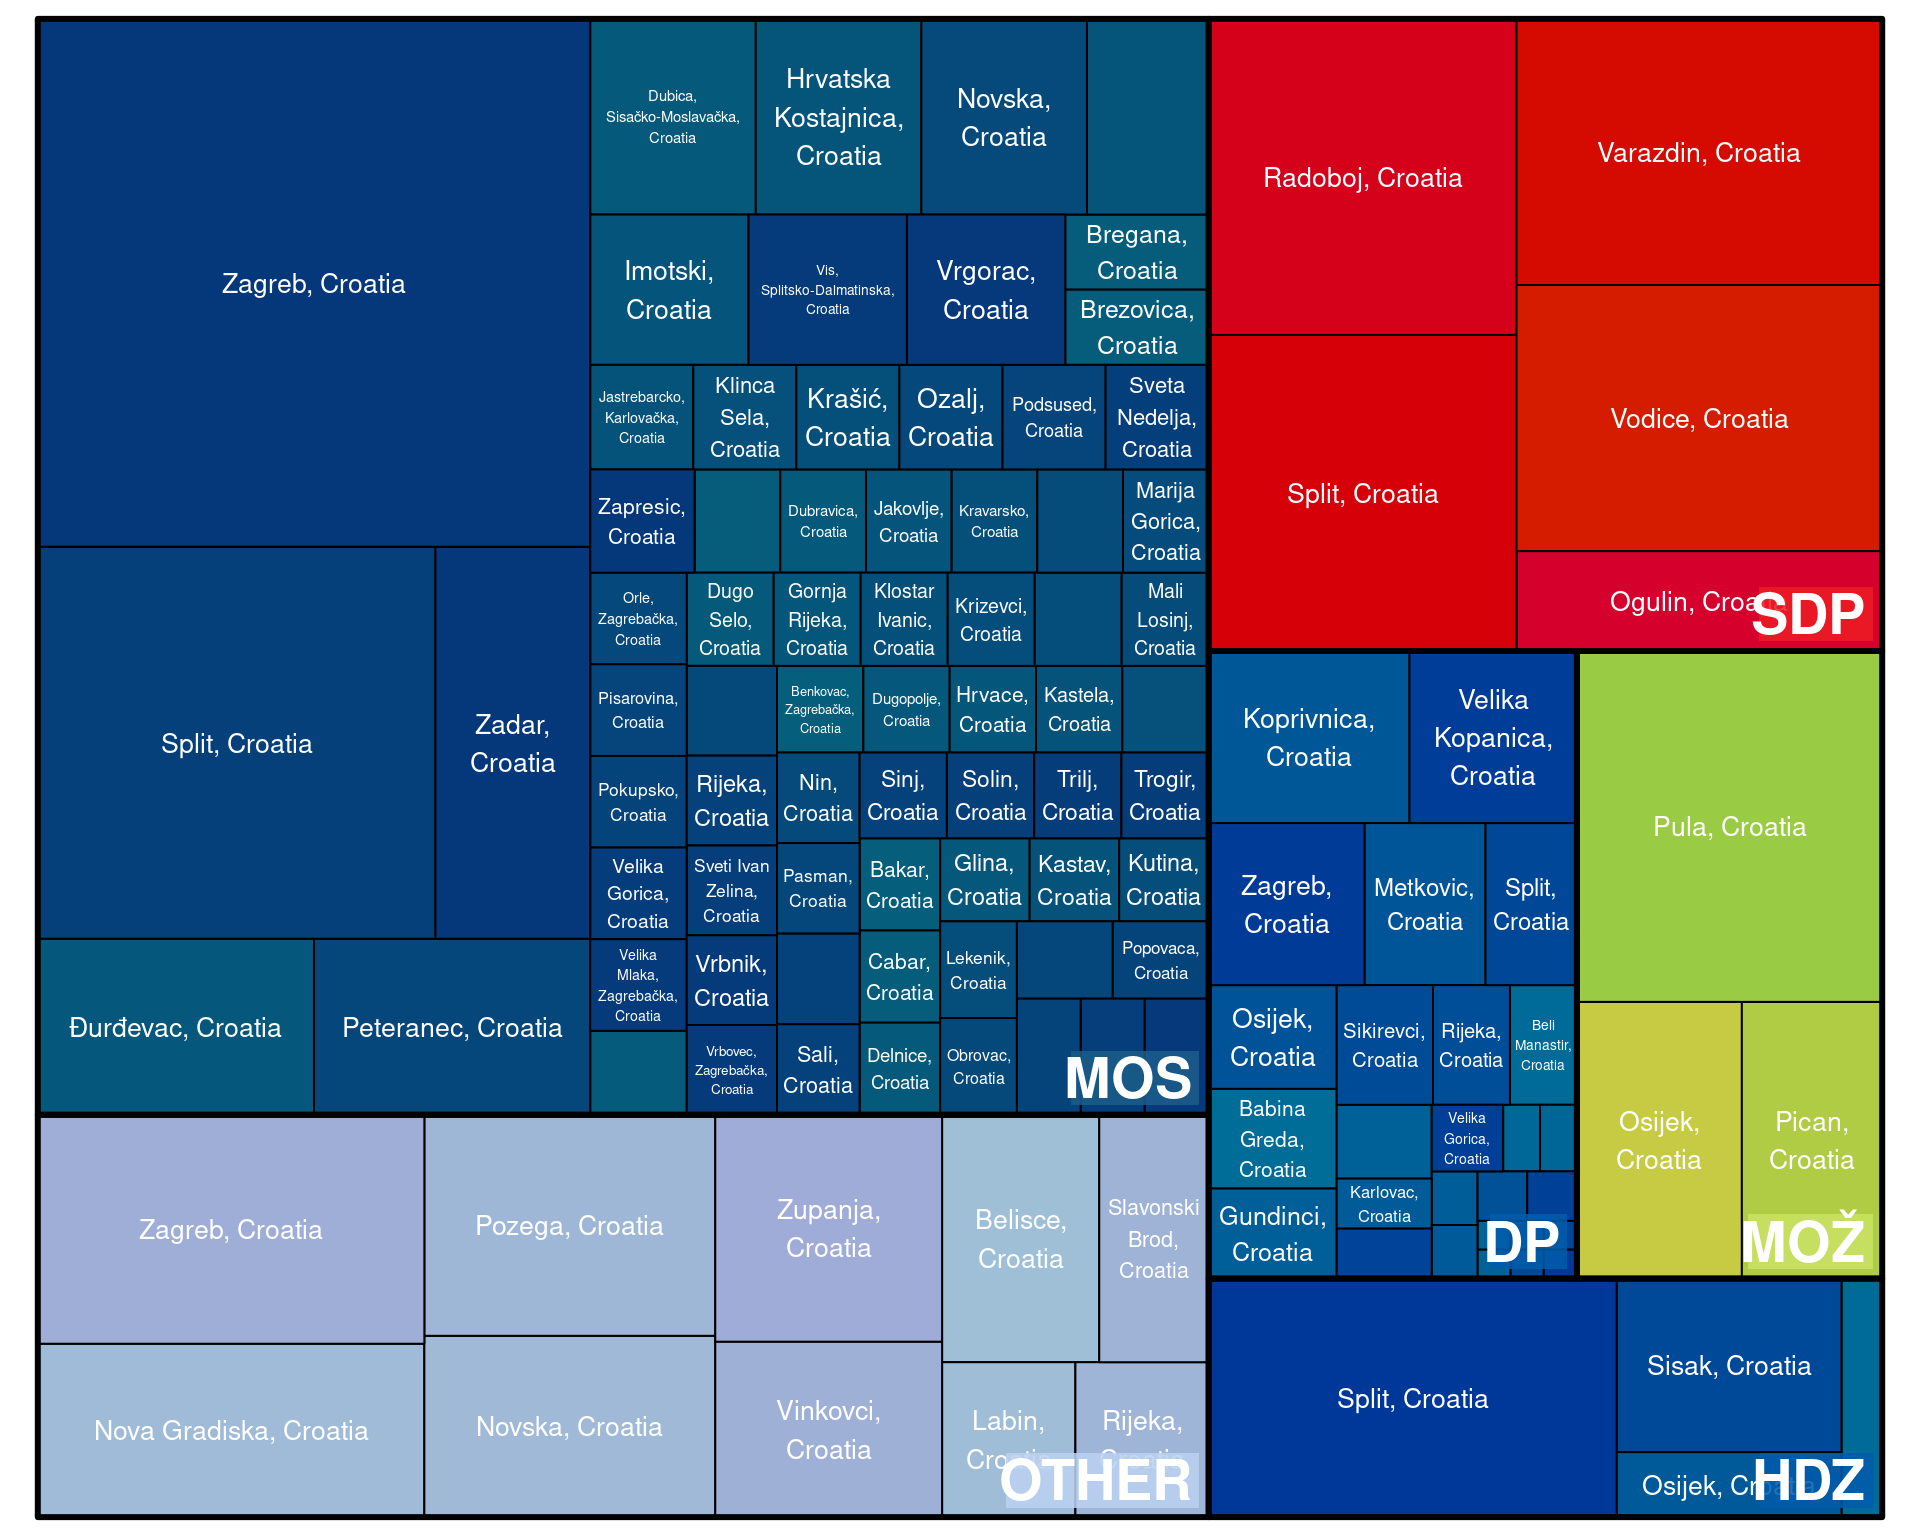 Zagreb, Croatia
Split, Croatia
Zadar,
Croatia
Đurđevac, Croatia
Peteranec, Croatia
Dubica,
Sisačko-Moslavačka,
Croatia
Hrvatska
Kostajnica,
Croatia
Novska,
Croatia
Imotski,
Croatia
Vis,
Splitsko-Dalmatinska,
Croatia
Vrgorac,
Croatia
Bregana,
Croatia
Brezovica,
Croatia
Jastrebarcko,
Karlovačka,
Croatia
Klinca
Sela,
Croatia
Krašić,
Croatia
Ozalj,
Croatia
Podsused,
Croatia
Sveta
Nedelja,
Croatia
Zapresic,
Croatia
Dubravica,
Croatia
Jakovlje,
Croatia
Kravarsko,
Croatia
Marija
Gorica,
Croatia
Orle,
Zagrebačka,
Croatia
Dugo
Selo,
Croatia
Gornja
Rijeka,
Croatia
Klostar
Ivanic,
Croatia
Krizevci,
Croatia
Mali
Losinj,
Croatia
Pisarovina,
Croatia
Benkovac,
Zagrebačka,
Croatia
Dugopolje,
Croatia
Hrvace,
Croatia
Kastela,
Croatia
Pokupsko,
Croatia
Rijeka,
Croatia
Nin,
Croatia
Sinj,
Croatia
Solin,
Croatia
Trilj,
Croatia
Trogir,
Croatia
Velika
Gorica,
Croatia
Sveti Ivan
Zelina,
Croatia
Pasman,
Croatia
Bakar,
Croatia
Glina,
Croatia
Kastav,
Croatia
Kutina,
Croatia
Velika
Mlaka,
Zagrebačka,
Croatia
Vrbnik,
Croatia
Cabar,
Croatia
Lekenik,
Croatia
Popovaca,
Croatia
Vrbovec,
Zagrebačka,
Croatia
Sali,
Croatia
Delnice,
Croatia
Obrovac,
Croatia
MOS
Radoboj, Croatia
Varazdin, Croatia
Split, Croatia
Vodice, Croatia
Ogulin, Croatia
SDP
Koprivnica,
Croatia
Velika
Kopanica,
Croatia
Zagreb,
Croatia
Metkovic,
Croatia
Split,
Croatia
Osijek,
Croatia
Sikirevci,
Croatia
Rijeka,
Croatia
Beli
Manastir,
Croatia
Babina
Greda,
Croatia
Velika
Gorica,
Croatia
Karlovac,
Croatia
Gundinci,
Croatia
DP
Pula, Croatia
Osijek,
Croatia
Pican,
Croatia
MOŽ
Zagreb, Croatia
Pozega, Croatia
Zupanja,
Croatia
Belisce,
Croatia
Slavonski
Brod,
Croatia
Nova Gradiska, Croatia
Novska, Croatia
Vinkovci,
Croatia
Labin,
Croatia
Rijeka,
Croatia
OTHER
Split, Croatia
Sisak, Croatia
Osijek, Croatia
HDZ